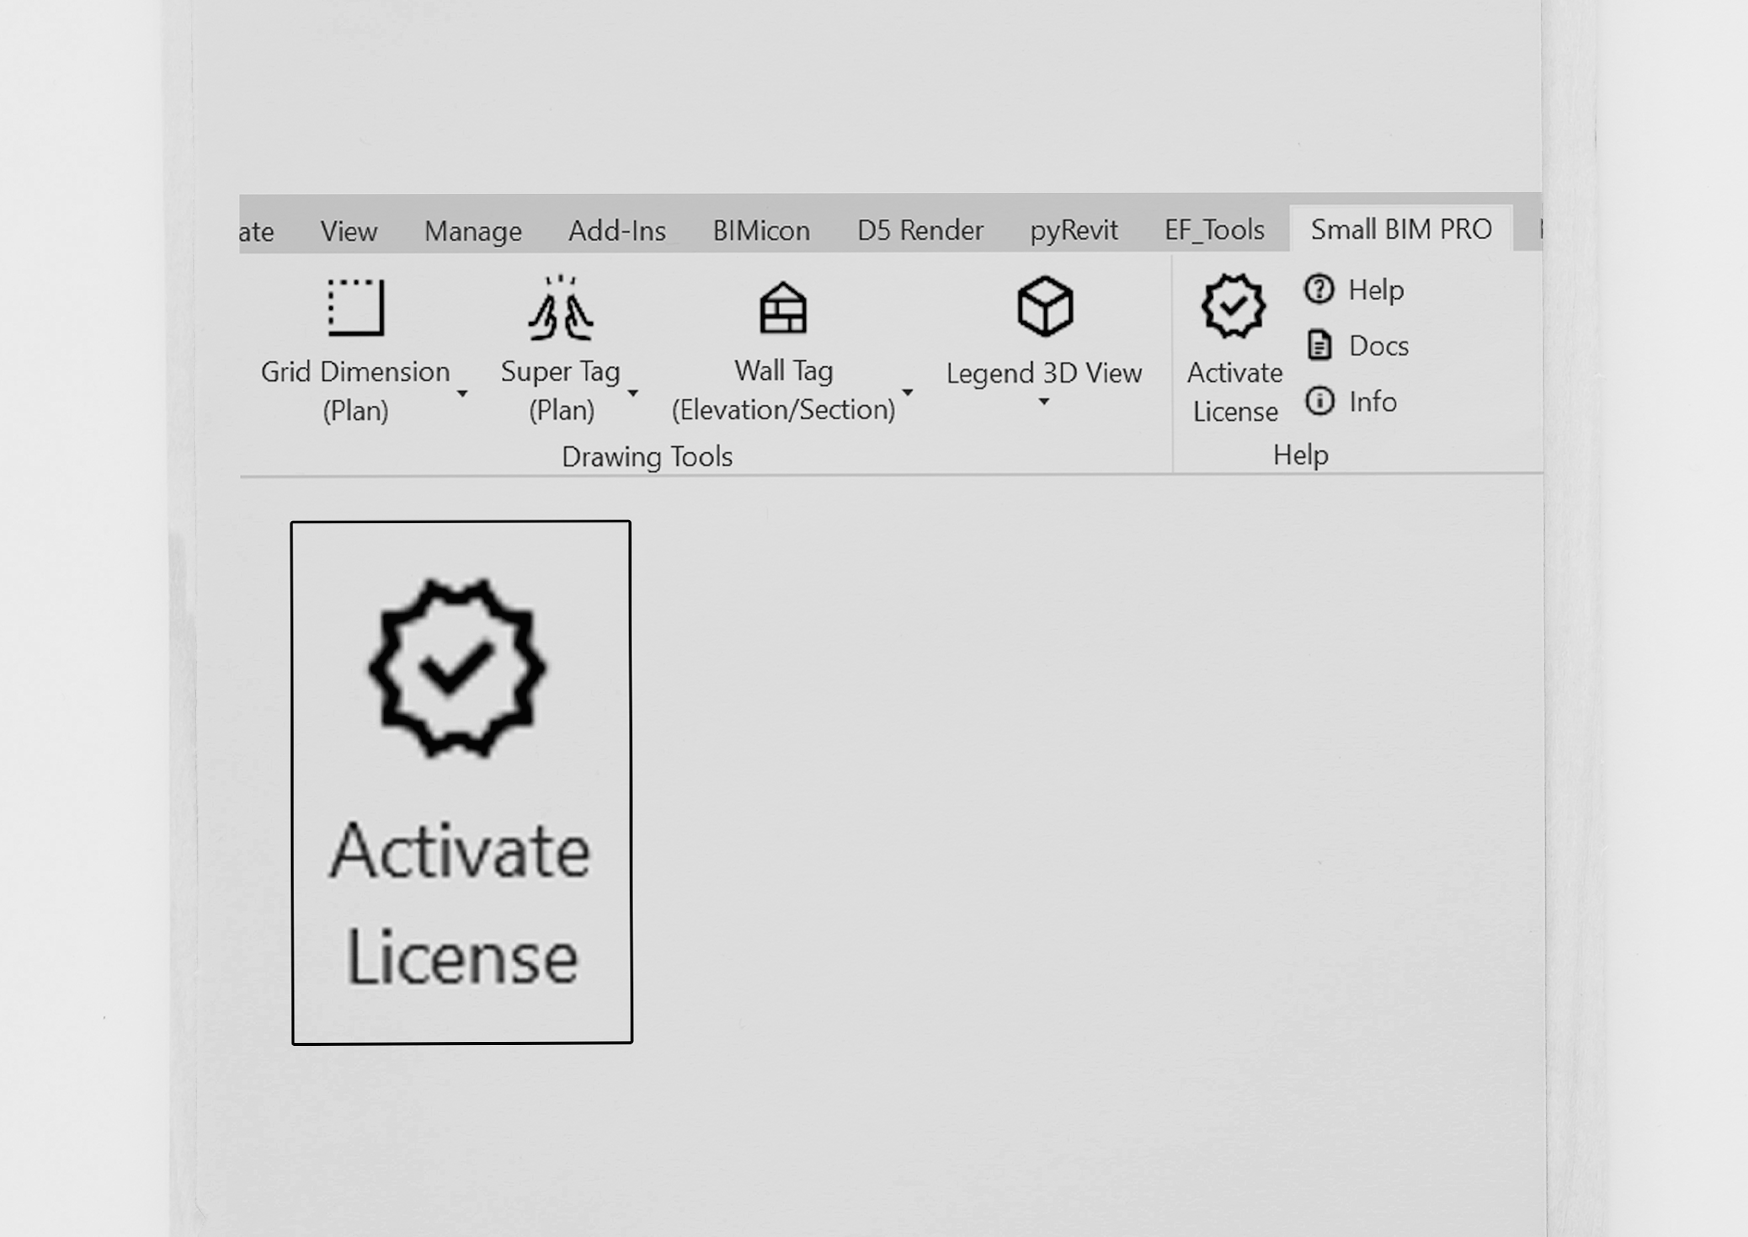 ate View Manage Add-Ins BIMicon D5 Render pyRevit EF_Tools Small BIM PRO
Grid Dimension
(Plan)
Super Tag
(Plan)
Wall Tag
(Elevation/Section)
Legend 3D View
Drawing Tools
Activate
License
Help
Docs
Info
Help
Activate
License